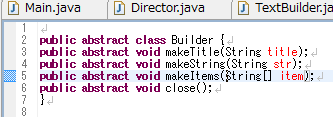 Main.java Director.java TextBuilder.ja
1
2 public abstract class Builder {
3 public abstract void makeTitle(String title);
4 public abstract void makeString(String str);
5 public abstract void makeItems(String[] item);
6 public abstract void close();
7 }